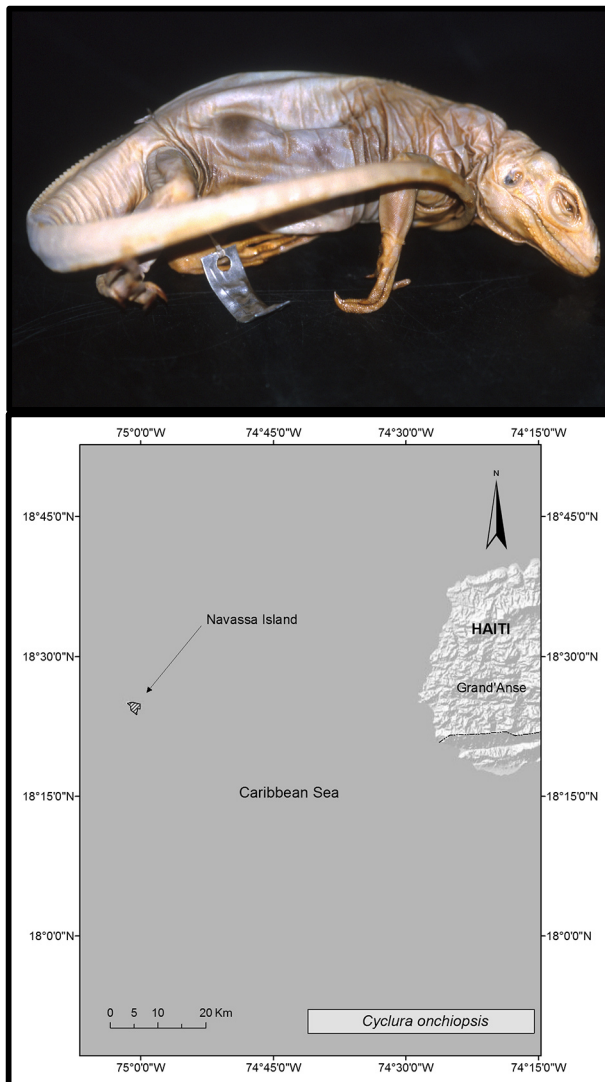 75°0'0"W 74°45'0"W 74°30'0"W 74°15'0"W
N
18°45'0"N 18°45'0"N
Navassa Island
HAITI
18°30'0"N 18°30'0"N
Grand'Anse
18°15'0"N 18°15'0"N
Caribbean Sea
18°0'0"N 18°0'0"N
0 5 10 20 Km
Cyclura onchiopsis
75°0'0"W 74°45'0"W 74°30'0"W 74°15'0"W